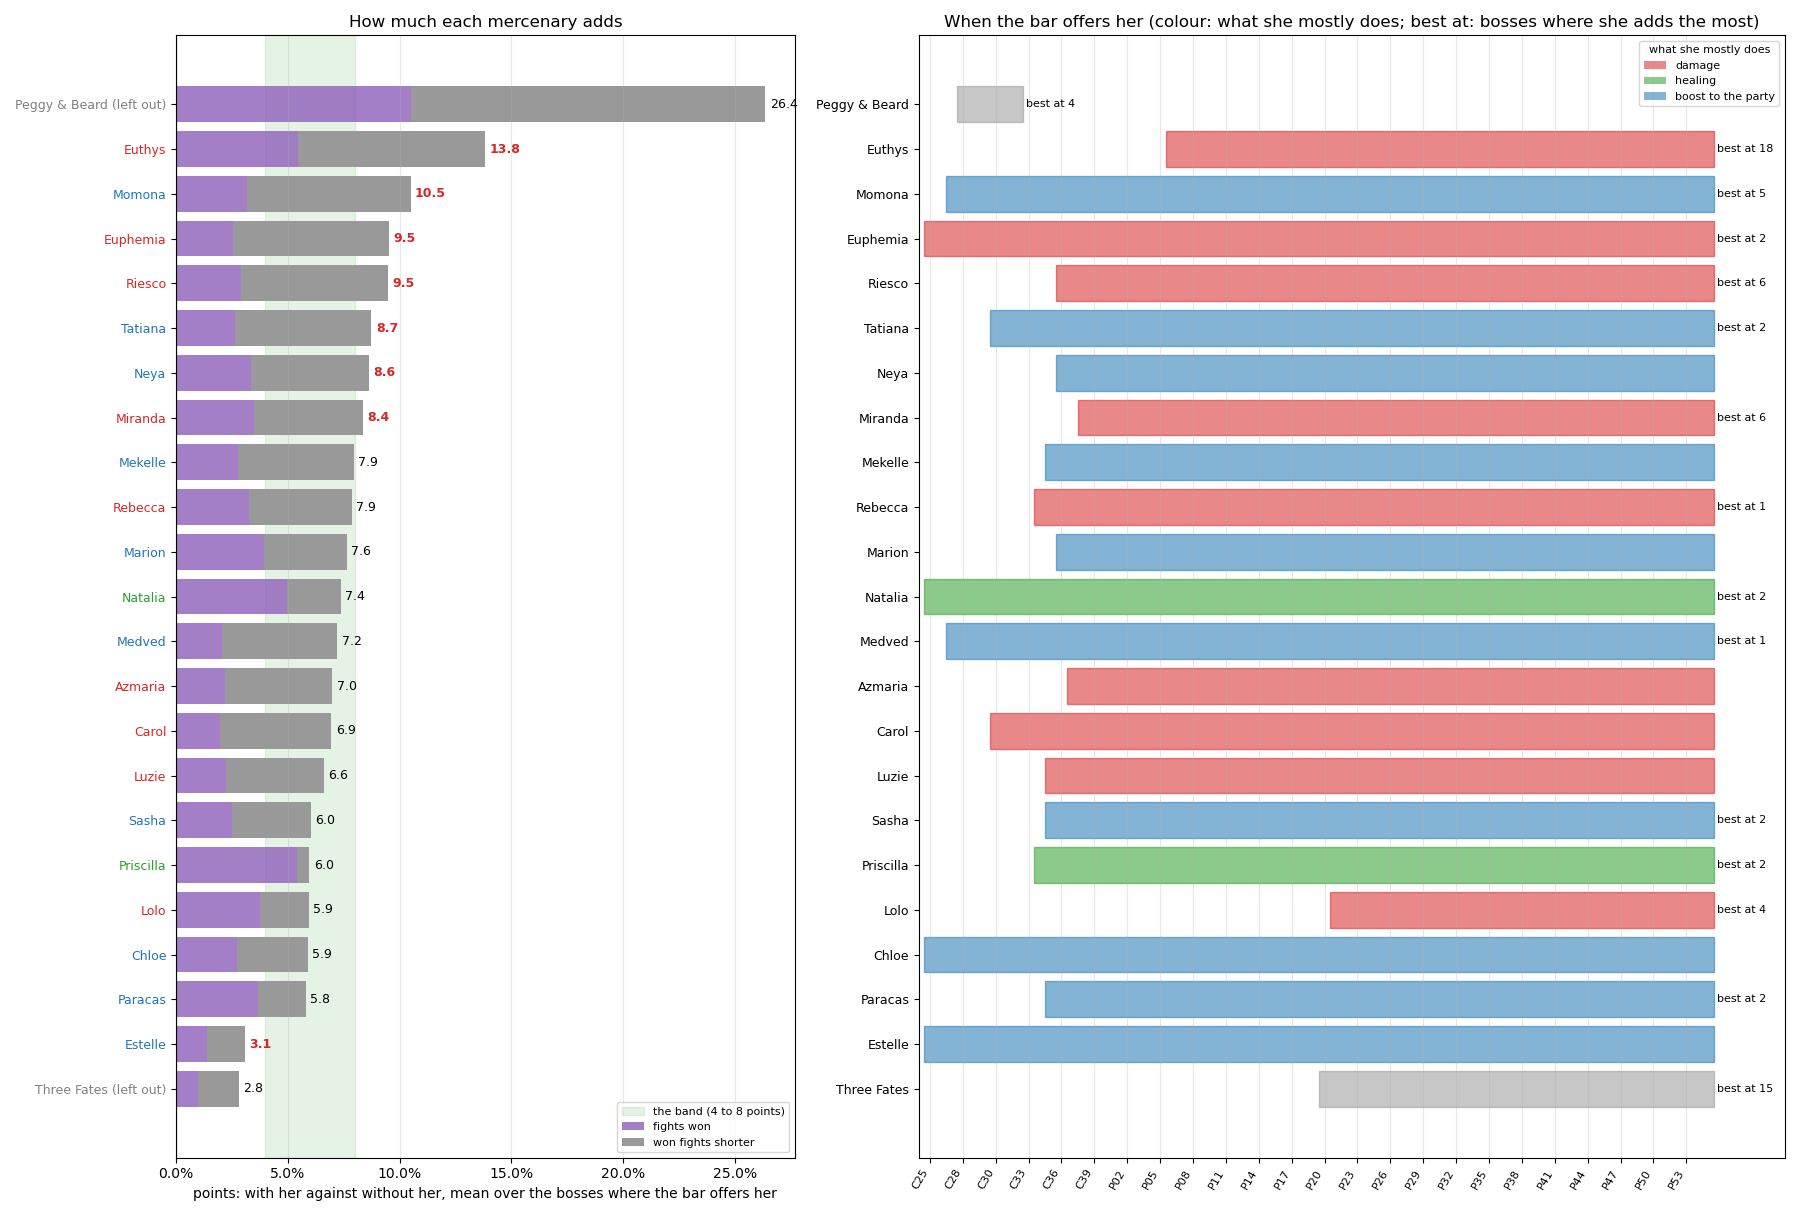 How much each mercenary adds
Peggy & Beard (left out)
26.4
Euthys
13.8
Momona
10.5
Euphemia
9.5
Riesco
9.5
Tatiana
8.7
Neya
8.6
Miranda
8.4
Mekelle
7.9
Rebecca
7.9
Marion
7.6
Natalia
7.4
Medved
7.2
Azmaria
7.0
Carol
6.9
Luzie
6.6
Sasha
6.0
Priscilla
6.0
Lolo
5.9
Chloe
5.9
Paracas
5.8
Estelle
3.1
Three Fates (left out)
2.8
the band (4 to 8 points)
fights won
won fights shorter
0.0% 5.0% 10.0% 15.0% 20.0% 25.0%
points: with her against without her, mean over the bosses where the bar offers her
When the bar offers her (colour: what she mostly does; best at: bosses where she adds the most)
what she mostly does
damage
healing
boost to the party
Peggy & Beard
best at 4
Euthys
best at 18
Momona
best at 5
Euphemia
best at 2
Riesco
best at 6
Tatiana
best at 2
Neya
Miranda
best at 6
Mekelle
Rebecca
best at 1
Marion
Natalia
best at 2
Medved
best at 1
Azmaria
Carol
Luzie
Sasha
best at 2
Priscilla
best at 2
Lolo
best at 4
Chloe
Paracas
best at 2
Estelle
Three Fates
best at 15
C25 C28 C30 C33 C36 C39 P02 P05 P08 P11 P14 P17 P20 P23 P26 P29 P32 P35 P38 P41 P44 P47 P50 P53